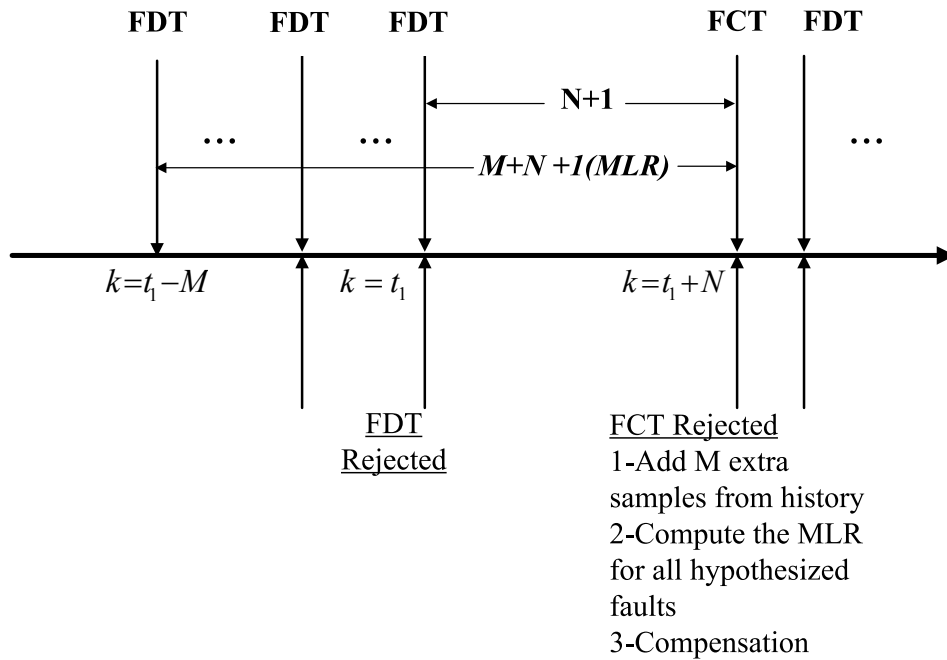 FDT FDT FDT FCT FDT
N+1
... ... ...
M+N+1(MLR)
k=t₁−M k=t₁ k=t₁+N
FDT
Rejected
FCT Rejected
1-Add M extra
samples from history
2-Compute the MLR
for all hypothesized
faults
3-Compensation